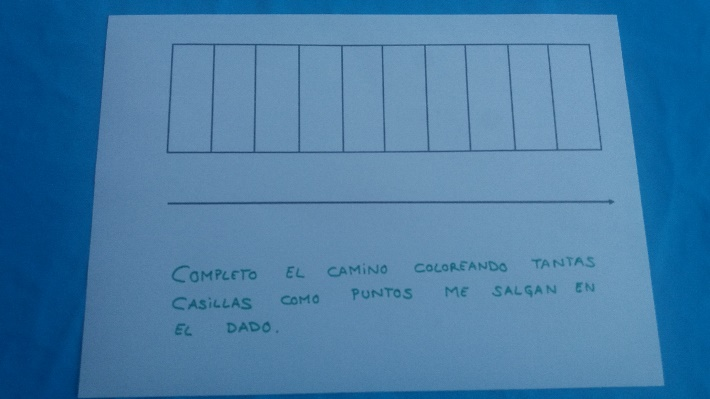 COMPLETO EL CAMINO COLOREANDO TANTAS
CASILLAS COMO PUNTOS ME SALGAN EN
EL DADO.